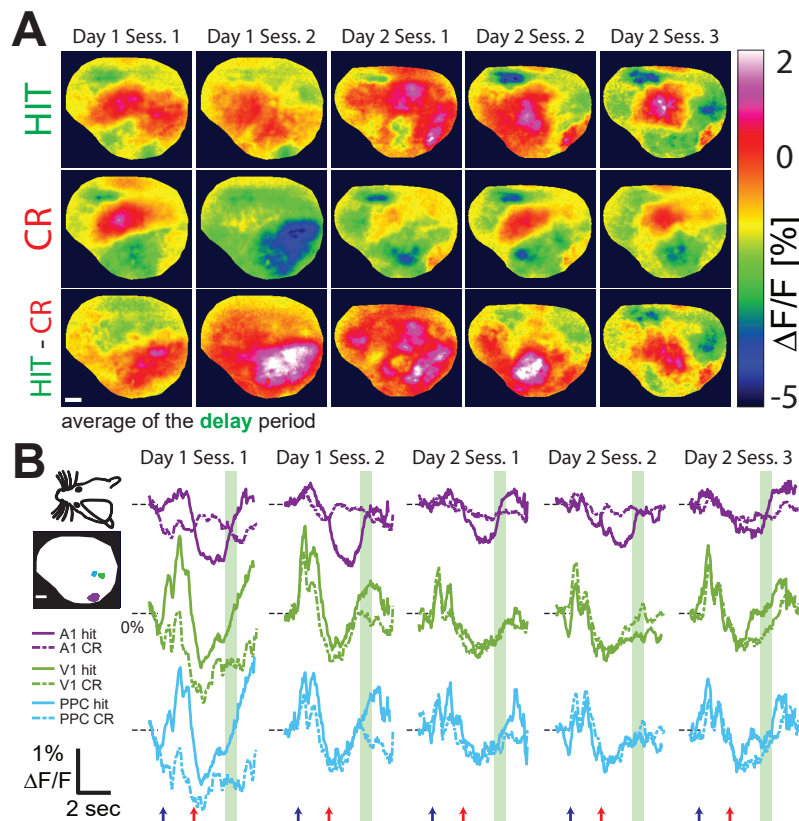 A
Day 1 Sess. 1 Day 1 Sess. 2 Day 2 Sess. 1 Day 2 Sess. 2 Day 2 Sess. 3
HIT
CR
HIT - CR
2
0
-5
ΔF/F [%]
average of the delay period
B
Day 1 Sess. 1 Day 1 Sess. 2 Day 2 Sess. 1 Day 2 Sess. 2 Day 2 Sess. 3
0%
A1 hit
A1 CR
V1 hit
V1 CR
PPC hit
PPC CR
1%
ΔF/F
2 sec